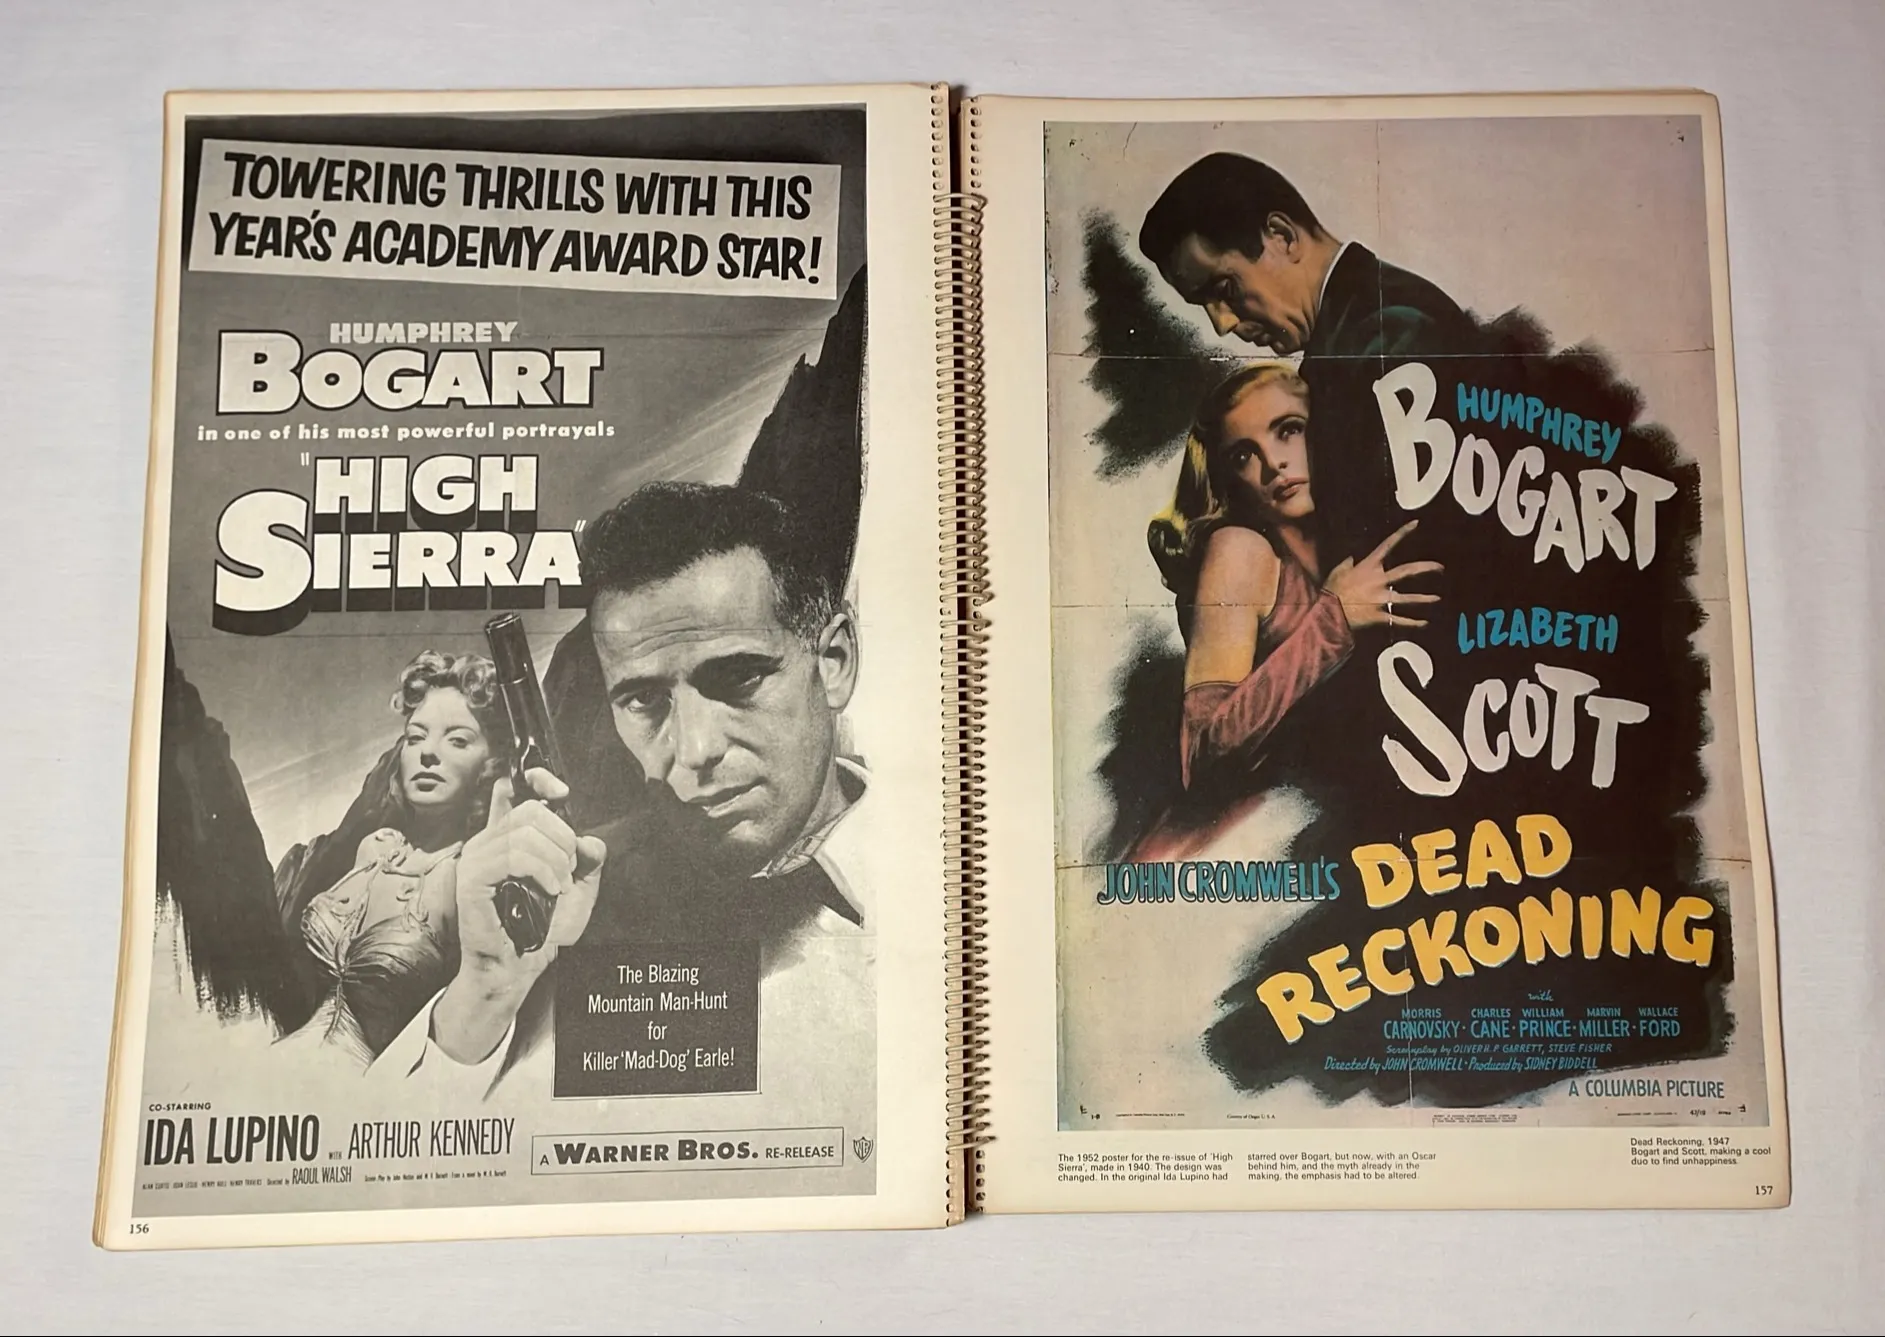 TOWERING THRILLS WITH THIS
YEAR'S ACADEMY AWARD STAR!
HUMPHREY
BOGART
in one of his most powerful portrayals
"HIGH
SIERRA"
The Blazing
Mountain Man-Hunt
for
Killer 'Mad-Dog' Earle!
CO-STARRING
IDA LUPINO WITH ARTHUR KENNEDY
RAOUL WALSH
A WARNER BROS. RE-RELEASE
WB
156
HUMPHREY
BOGART
LIZABETH
SCOTT
JOHN CROMWELL'S DEAD
RECKONING
with
MORRIS CHARLES WILLIAM MARVIN WALLACE
CARNOVSKY · CANE · PRINCE · MILLER · FORD
Screenplay by OLIVER H. P. GARRETT, STEVE FISHER
Directed by JOHN CROMWELL · Produced by SIDNEY BIDDELL
A COLUMBIA PICTURE
The 1952 poster for the re-issue of 'High
Sierra', made in 1940. The design was
changed. In the original Ida Lupino had
starred over Bogart, but now, with an Oscar
behind him, and the myth already in the
making, the emphasis had to be altered.
Dead Reckoning, 1947
Bogart and Scott, making a cool
duo to find unhappiness.
157